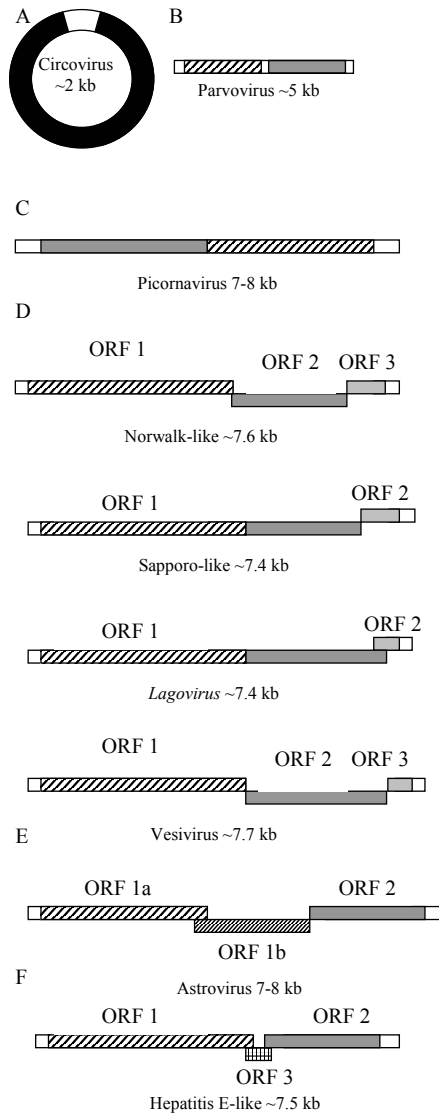 A
B
Circovirus
~2 kb
Parvovirus ~5 kb
C
Picornavirus 7-8 kb
D
ORF 1
ORF 2
ORF 3
Norwalk-like ~7.6 kb
ORF 1
ORF 2
Sapporo-like ~7.4 kb
ORF 1
ORF 2
Lagovirus ~7.4 kb
ORF 1
ORF 2
ORF 3
Vesivirus ~7.7 kb
E
ORF 1a
ORF 2
ORF 1b
Astrovirus 7-8 kb
F
ORF 1
ORF 2
ORF 3
Hepatitis E-like ~7.5 kb